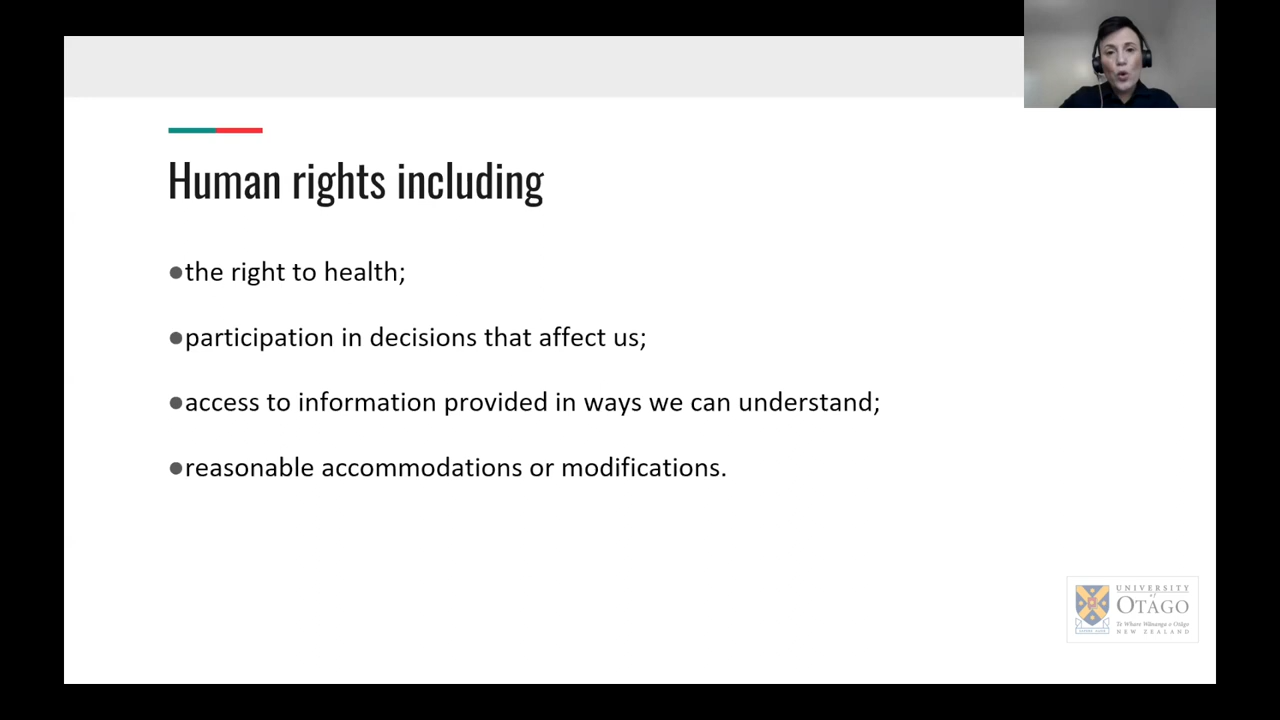 Human rights including
●the right to health;
●participation in decisions that affect us;
●access to information provided in ways we can understand;
●reasonable accommodations or modifications.
UNIVERSITY
of
OTAGO
Te Whare Wānanga o Otāgo
NEW ZEALAND